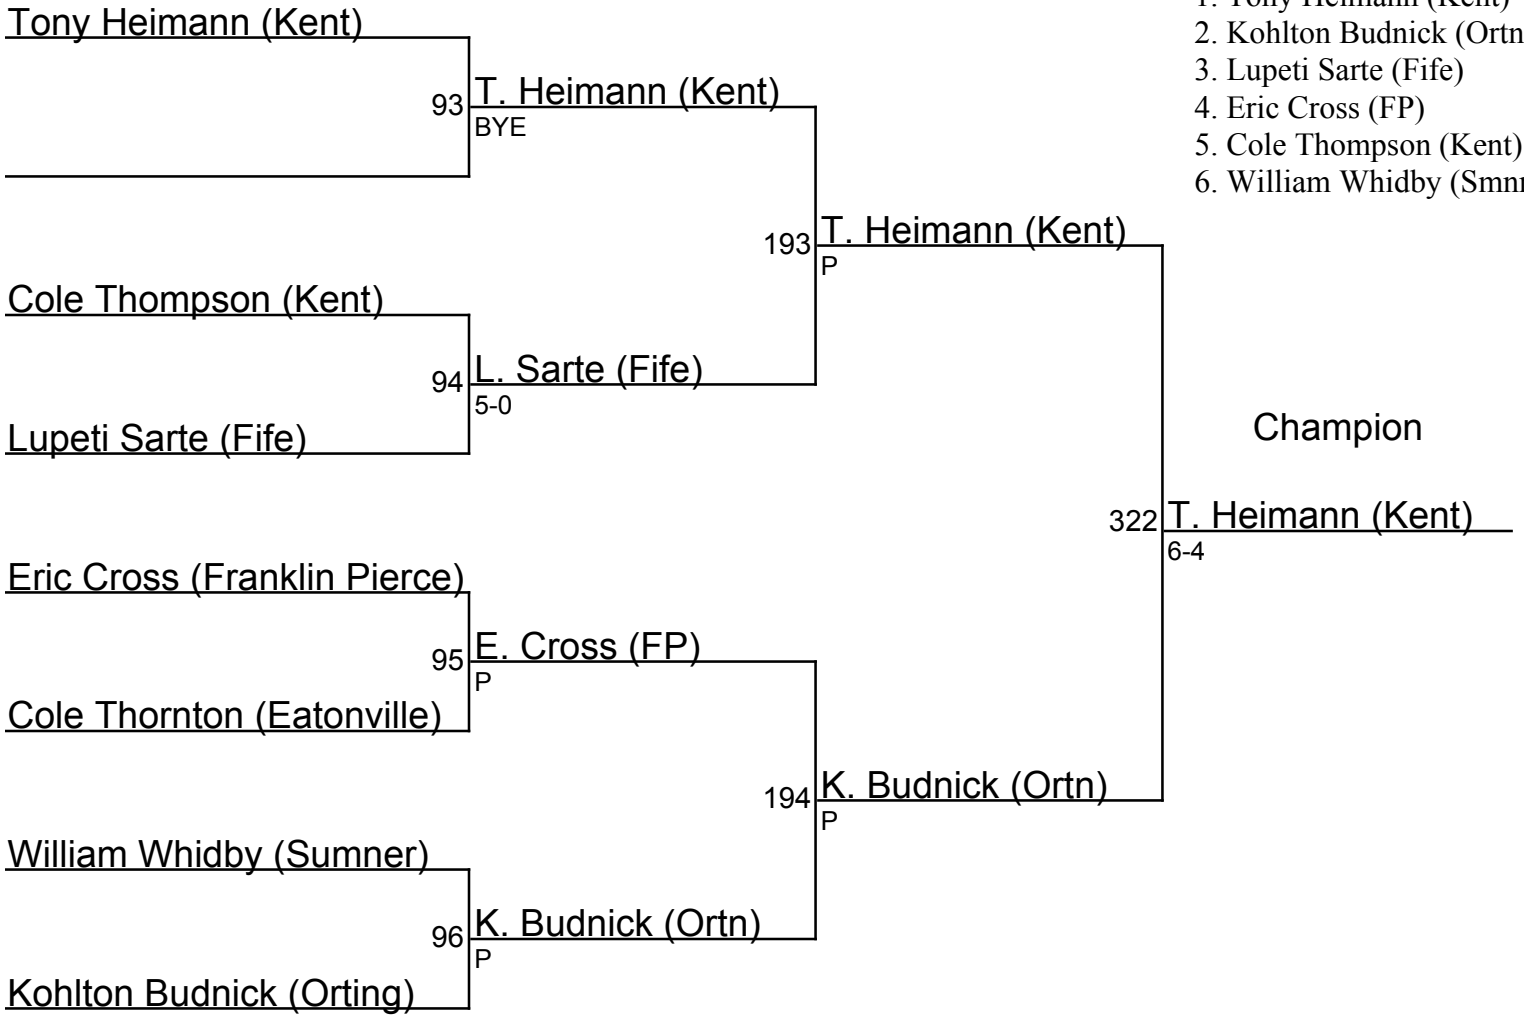 Tony Heimann (Kent)
93
T. Heimann (Kent)
BYE
193
T. Heimann (Kent)
P
Cole Thompson (Kent)
94
L. Sarte (Fife)
5-0
Lupeti Sarte (Fife)
Champion
322
T. Heimann (Kent)
6-4
Eric Cross (Franklin Pierce)
95
E. Cross (FP)
P
Cole Thornton (Eatonville)
194
K. Budnick (Ortn)
P
William Whidby (Sumner)
96
K. Budnick (Ortn)
P
Kohlton Budnick (Orting)
1. Tony Heimann (Kent)
2. Kohlton Budnick (Ortn
3. Lupeti Sarte (Fife)
4. Eric Cross (FP)
5. Cole Thompson (Kent)
6. William Whidby